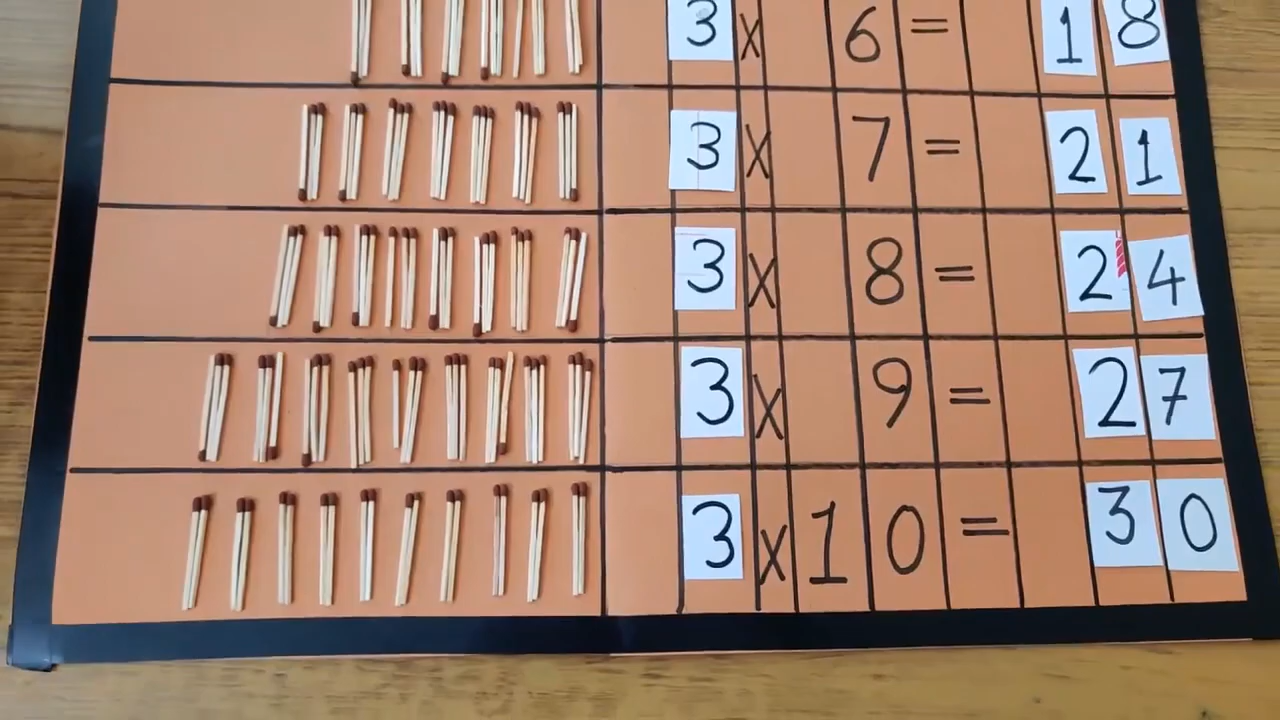 3 x 6 = 18
3 x 7 = 21
3 x 8 = 24
3 x 9 = 27
3 x 10 = 30